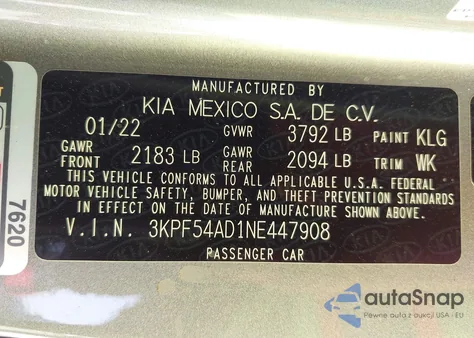 MANUFACTURED BY
KIA MEXICO S.A. DE C.V.
01/22 GVWR 3792 LB PAINT KLG
GAWR FRONT 2183 LB GAWR REAR 2094 LB TRIM WK
THIS VEHICLE CONFORMS TO ALL APPLICABLE U.S.A. FEDERAL
MOTOR VEHICLE SAFETY, BUMPER, AND THEFT PREVENTION STANDARDS
IN EFFECT ON THE DATE OF MANUFACTURE SHOWN ABOVE.
V.I.N. 3KPF54AD1NE447908
PASSENGER CAR
7620
autoSnap
Pewne auta z aukcji USA - EU